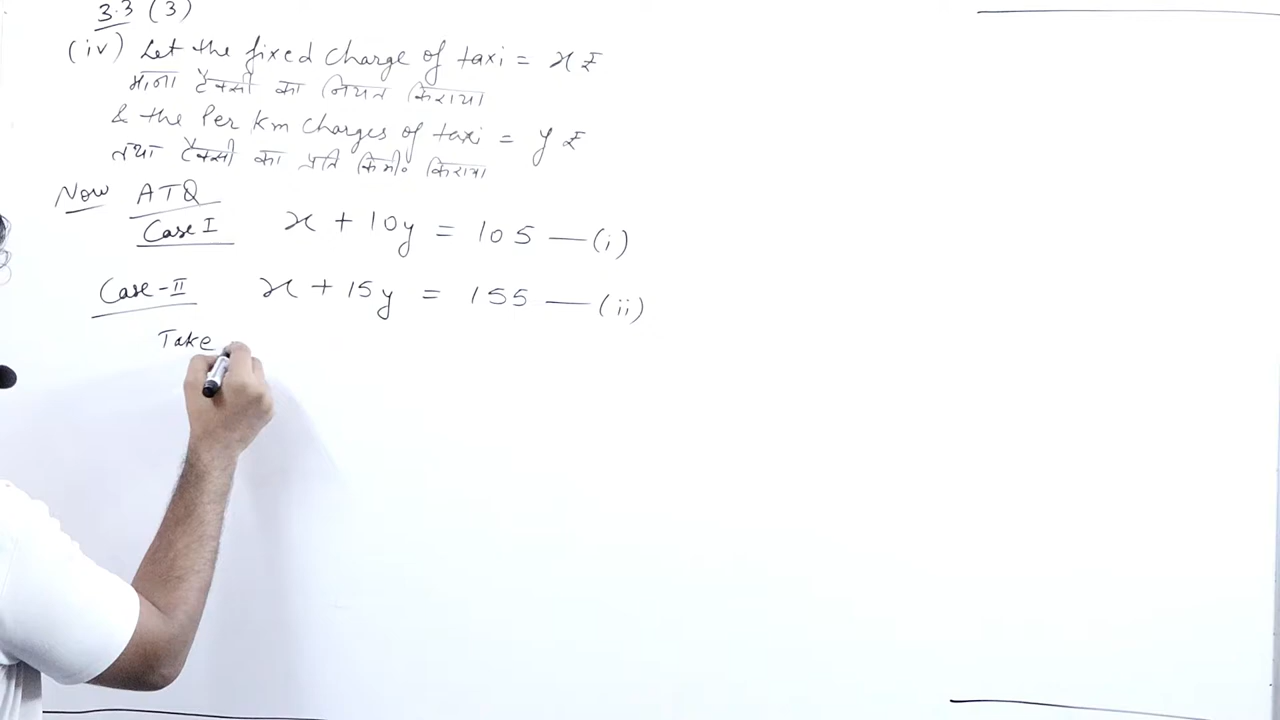 3.3 (3)
(iv) Let the fixed charge of taxi = x ₹
माना टैक्सी का नियत किराया
& the Per Km Charges of taxi = y ₹
तथा टैक्सी का प्रति किमी० किराया
Now ATQ
Case I x + 10y = 105 — (i)
Case-II x + 15y = 155 — (ii)
Take